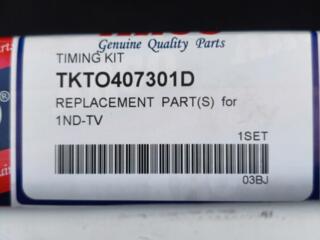 Genuine Quality Parts
TIMING KIT
TKTO407301D
REPLACEMENT PART(S) for
1ND-TV
1SET
03BJ